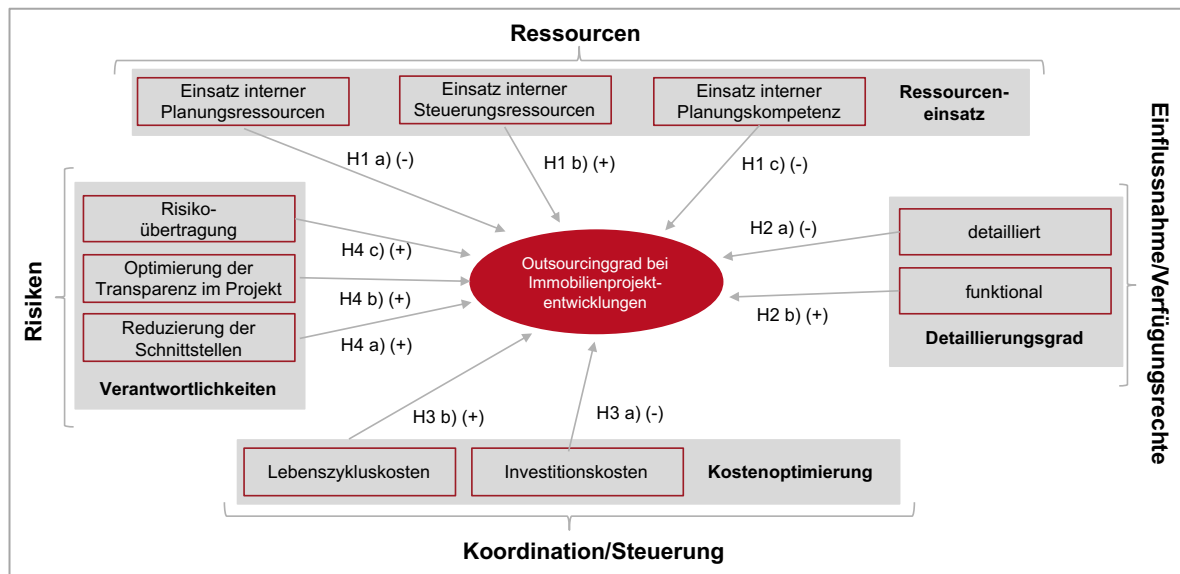 Ressourcen
Einsatz interner
Planungsressourcen
Einsatz interner
Steuerungsressourcen
Einsatz interner
Planungskompetenz
Ressourcen-
einsatz
H1 a) (-)
H1 b) (+)
H1 c) (-)
Risiken
Risiko-
übertragung
Optimierung der
Transparenz im Projekt
Reduzierung der
Schnittstellen
Verantwortlichkeiten
H4 c) (+)
H4 b) (+)
H4 a) (+)
Outsourcinggrad bei
Immobilienprojekt-
entwicklungen
H2 a) (-)
H2 b) (+)
detailliert
funktional
Detaillierungsgrad
Einflussnahme/Verfügungsrechte
H3 b) (+)
H3 a) (-)
Lebenszykluskosten
Investitionskosten
Kostenoptimierung
Koordination/Steuerung